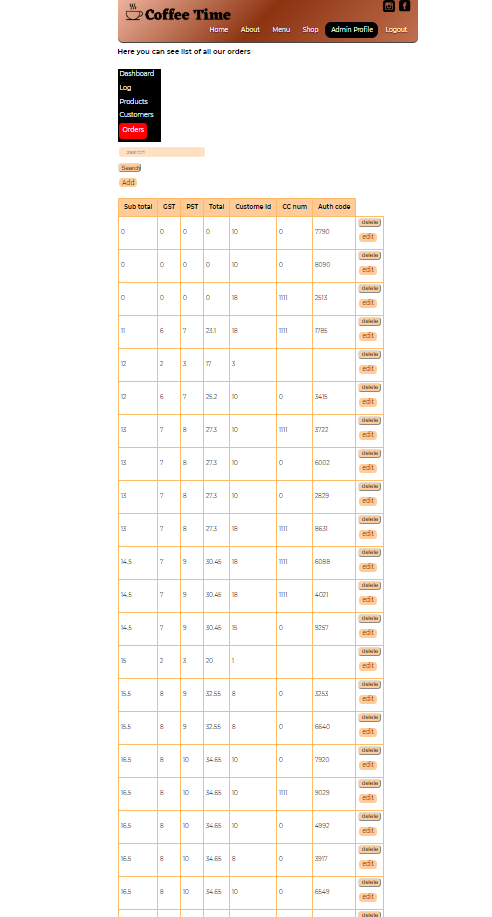 Coffee Time
Home About Menu Shop Admin Profile Logout
Here you can see list of all our orders
Dashboard
Log
Products
Customers
Orders
search
Search
Add
Sub total GST PST Total Custome Id CC num Auth code
0 0 0 0 10 0 7790 delete edit
0 0 0 0 10 0 8090 delete edit
0 0 0 0 18 1111 2513 delete edit
11 6 7 23.1 18 1111 1785 delete edit
12 2 3 17 3 delete edit
12 6 7 25.2 10 0 3415 delete edit
13 7 8 27.3 10 1111 3722 delete edit
13 7 8 27.3 10 0 6002 delete edit
13 7 8 27.3 10 0 2829 delete edit
13 7 8 27.3 18 1111 8631 delete edit
14.5 7 9 30.45 18 1111 6088 delete edit
14.5 7 9 30.45 18 1111 4021 delete edit
14.5 7 9 30.45 15 0 9257 delete edit
15 2 3 20 1 delete edit
15.5 8 9 32.55 8 0 3253 delete edit
15.5 8 9 32.55 8 0 6640 delete edit
16.5 8 10 34.65 10 0 7920 delete edit
16.5 8 10 34.65 10 1111 9029 delete edit
16.5 8 10 34.65 10 0 4992 delete edit
16.5 8 10 34.65 8 0 3917 delete edit
16.5 8 10 34.65 10 0 6549 delete edit
delete